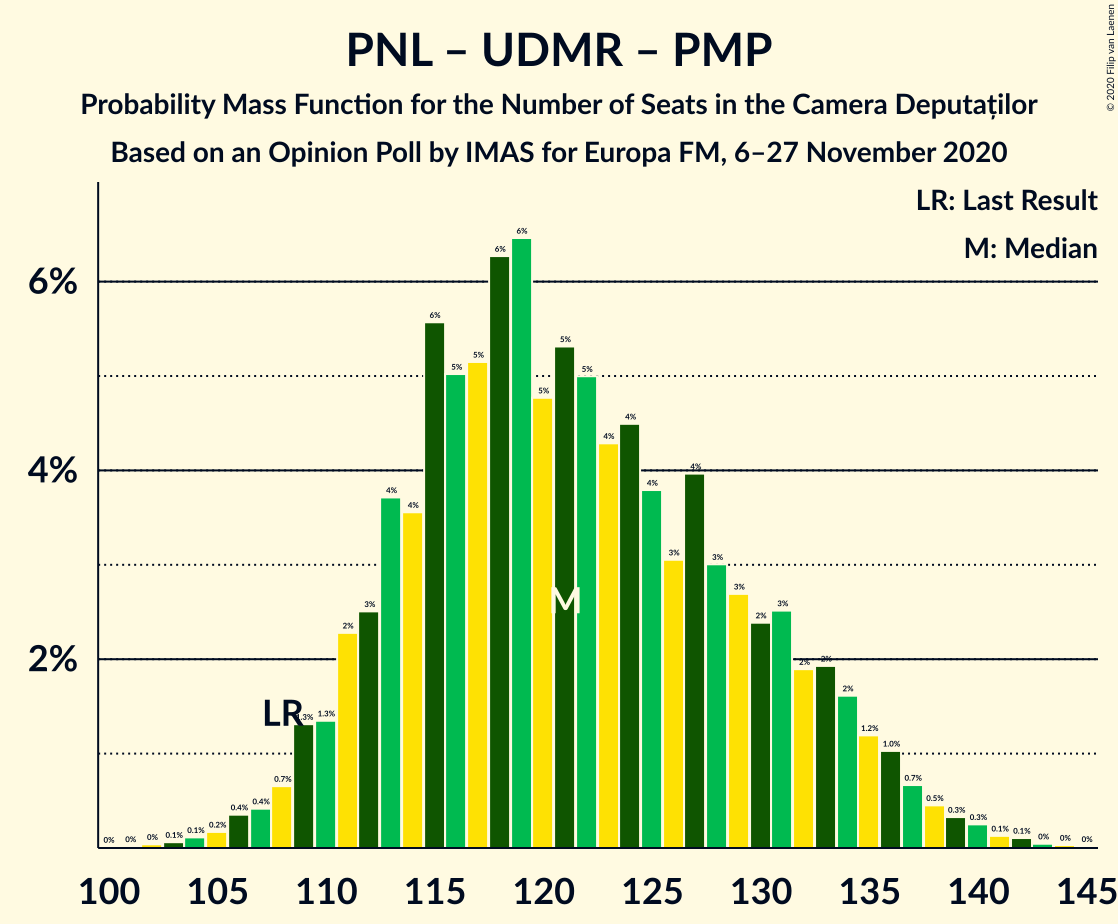 PNL – UDMR – PMP
Probability Mass Function for the Number of Seats in the Camera Deputaților
Based on an Opinion Poll by IMAS for Europa FM, 6–27 November 2020
© 2020 Filip van Laenen
LR: Last Result
M: Median
6%
4%
2%
LR
M
0% 0% 0% 0.1% 0.1% 0.2% 0.4% 0.4% 0.7% 1.3% 1.3% 2% 3% 4% 4% 6% 5% 5% 6% 6% 5% 5% 5% 4% 4% 4% 3% 4% 3% 3% 2% 3% 2% 2% 2% 1.2% 1.0% 0.7% 0.5% 0.3% 0.3% 0.1% 0.1% 0% 0% 0%
100 105 110 115 120 125 130 135 140 145